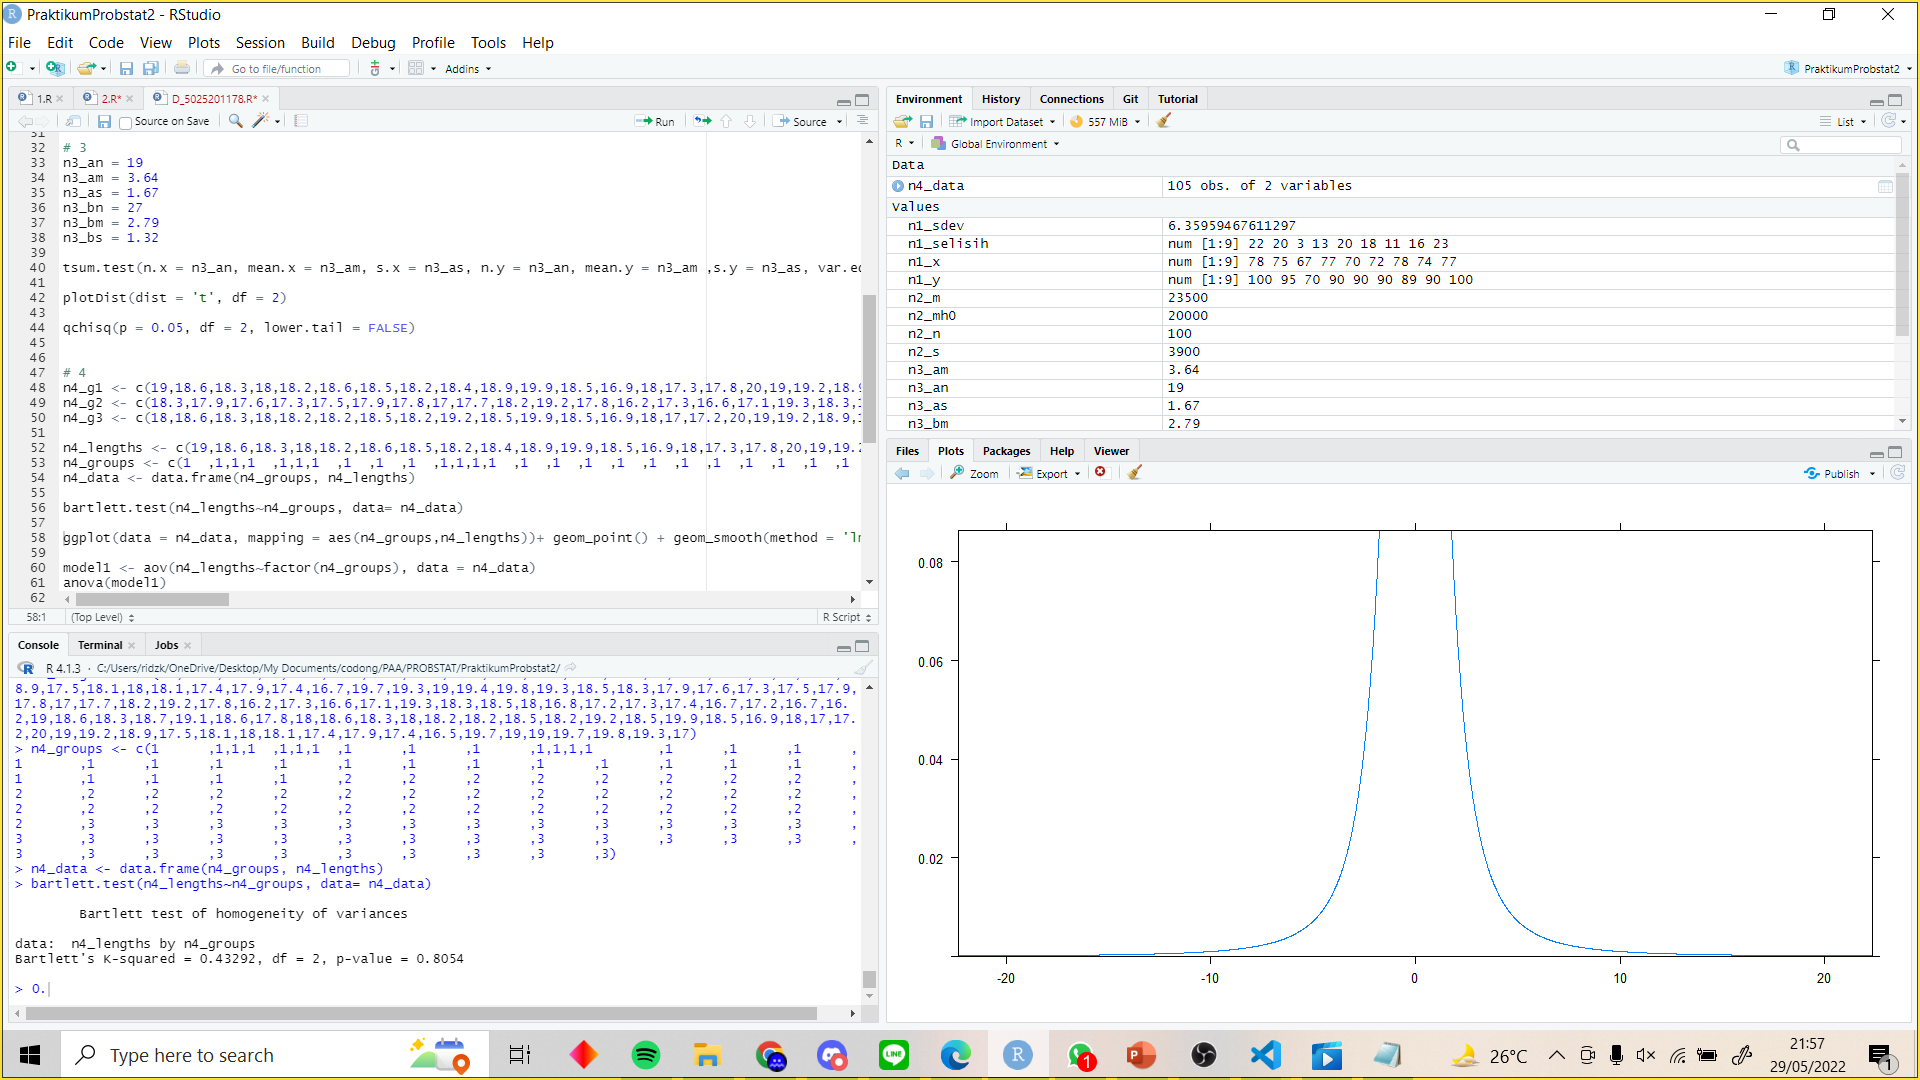 PraktikumProbstat2 - RStudio
File Edit Code View Plots Session Build Debug Profile Tools Help
Go to file/function Addins PraktikumProbstat2
1.R 2.R* D_5025201178.R*
Source on Save Run Source
31
32 # 3
33 n3_an = 19
34 n3_am = 3.64
35 n3_as = 1.67
36 n3_bn = 27
37 n3_bm = 2.79
38 n3_bs = 1.32
39
40 tsum.test(n.x = n3_an, mean.x = n3_am, s.x = n3_as, n.y = n3_an, mean.y = n3_am ,s.y = n3_as, var.e
41
42 plotDist(dist = 't', df = 2)
43
44 qchisq(p = 0.05, df = 2, lower.tail = FALSE)
45
46
47 # 4
48 n4_g1 <- c(19,18.6,18.3,18,18.2,18.6,18.5,18.2,18.4,18.9,19.9,18.5,16.9,18,17.3,17.8,20,19,19.2,18.9
49 n4_g2 <- c(18.3,17.9,17.6,17.3,17.5,17.9,17.8,17,17.7,18.2,19.2,17.8,16.2,17.3,16.6,17.1,19.3,18.3,1
50 n4_g3 <- c(18,18.6,18.3,18,18.2,18.2,18.5,18.2,19.2,18.5,19.9,18.5,16.9,18,17,17.2,20,19,19.2,18.9,1
51
52 n4_lengths <- c(19,18.6,18.3,18,18.2,18.6,18.5,18.2,18.4,18.9,19.9,18.5,16.9,18,17.3,17.8,20,19,19.2
53 n4_groups <- c(1 ,1,1,1 ,1,1,1 ,1 ,1 ,1 ,1,1,1,1 ,1 ,1 ,1 ,1 ,1 ,1 ,1 ,1 ,1 ,1 ,1
54 n4_data <- data.frame(n4_groups, n4_lengths)
55
56 bartlett.test(n4_lengths~n4_groups, data= n4_data)
57
58 ggplot(data = n4_data, mapping = aes(n4_groups,n4_lengths))+ geom_point() + geom_smooth(method = 'l
59
60 model1 <- aov(n4_lengths~factor(n4_groups), data = n4_data)
61 anova(model1)
62
58:1 (Top Level) R Script
Console Terminal Jobs
R 4.1.3 · C:/Users/ridzk/OneDrive/Desktop/My Documents/codong/PAA/PROBSTAT/PraktikumProbstat2/
8.9,17.5,18.1,18,18.1,17.4,17.9,17.4,16.7,19.7,19.3,19,19.4,19.8,19.3,18.5,18.3,17.9,17.6,17.3,17.5,17.9,
17.8,17,17.7,18.2,19.2,17.8,16.2,17.3,16.6,17.1,19.3,18.3,18.5,18,16.8,17.2,17.3,17.4,16.7,17.2,16.7,16.
2,19,18.6,18.3,18.7,19.1,18.6,17.8,18,18.6,18.3,18,18.2,18.2,18.5,18.2,19.2,18.5,19.9,18.5,16.9,18,17,17.
2,20,19,19.2,18.9,17.5,18.1,18,18.1,17.4,17.9,17.4,16.5,19.7,19,19,19.7,19.8,19.3,17)
> n4_groups <- c(1 ,1,1,1 ,1,1,1 ,1 ,1 ,1 ,1,1,1,1 ,1 ,1 ,1 ,
1 ,1 ,1 ,1 ,1 ,1 ,1 ,1 ,1 ,1 ,1 ,1 ,1 ,
1 ,1 ,1 ,1 ,1 ,2 ,2 ,2 ,2 ,2 ,2 ,2 ,2 ,
2 ,2 ,2 ,2 ,2 ,2 ,2 ,2 ,2 ,2 ,2 ,2 ,2 ,
2 ,2 ,2 ,2 ,2 ,2 ,2 ,2 ,2 ,2 ,2 ,2 ,2 ,
2 ,3 ,3 ,3 ,3 ,3 ,3 ,3 ,3 ,3 ,3 ,3 ,3 ,
3 ,3 ,3 ,3 ,3 ,3 ,3 ,3 ,3 ,3 ,3 ,3 ,3 ,
3 ,3 ,3 ,3 ,3 ,3 ,3 ,3 ,3 ,3)
> n4_data <- data.frame(n4_groups, n4_lengths)
> bartlett.test(n4_lengths~n4_groups, data= n4_data)
Bartlett test of homogeneity of variances
data: n4_lengths by n4_groups
Bartlett's K-squared = 0.43292, df = 2, p-value = 0.8054
> 0.
Environment History Connections Git Tutorial
Import Dataset 557 MiB List
R Global Environment
Data
n4_data 105 obs. of 2 variables
Values
n1_sdev 6.35959467611297
n1_selisih num [1:9] 22 20 3 13 20 18 11 16 23
n1_x num [1:9] 78 75 67 77 70 72 78 74 77
n1_y num [1:9] 100 95 70 90 90 90 89 90 100
n2_m 23500
n2_mh0 20000
n2_n 100
n2_s 3900
n3_am 3.64
n3_an 19
n3_as 1.67
n3_bm 2.79
Files Plots Packages Help Viewer
Zoom Export Publish
0.08
0.06
0.04
0.02
-20 -10 0 10 20
Type here to search
LINE
1
26°C
21:57
29/05/2022
1